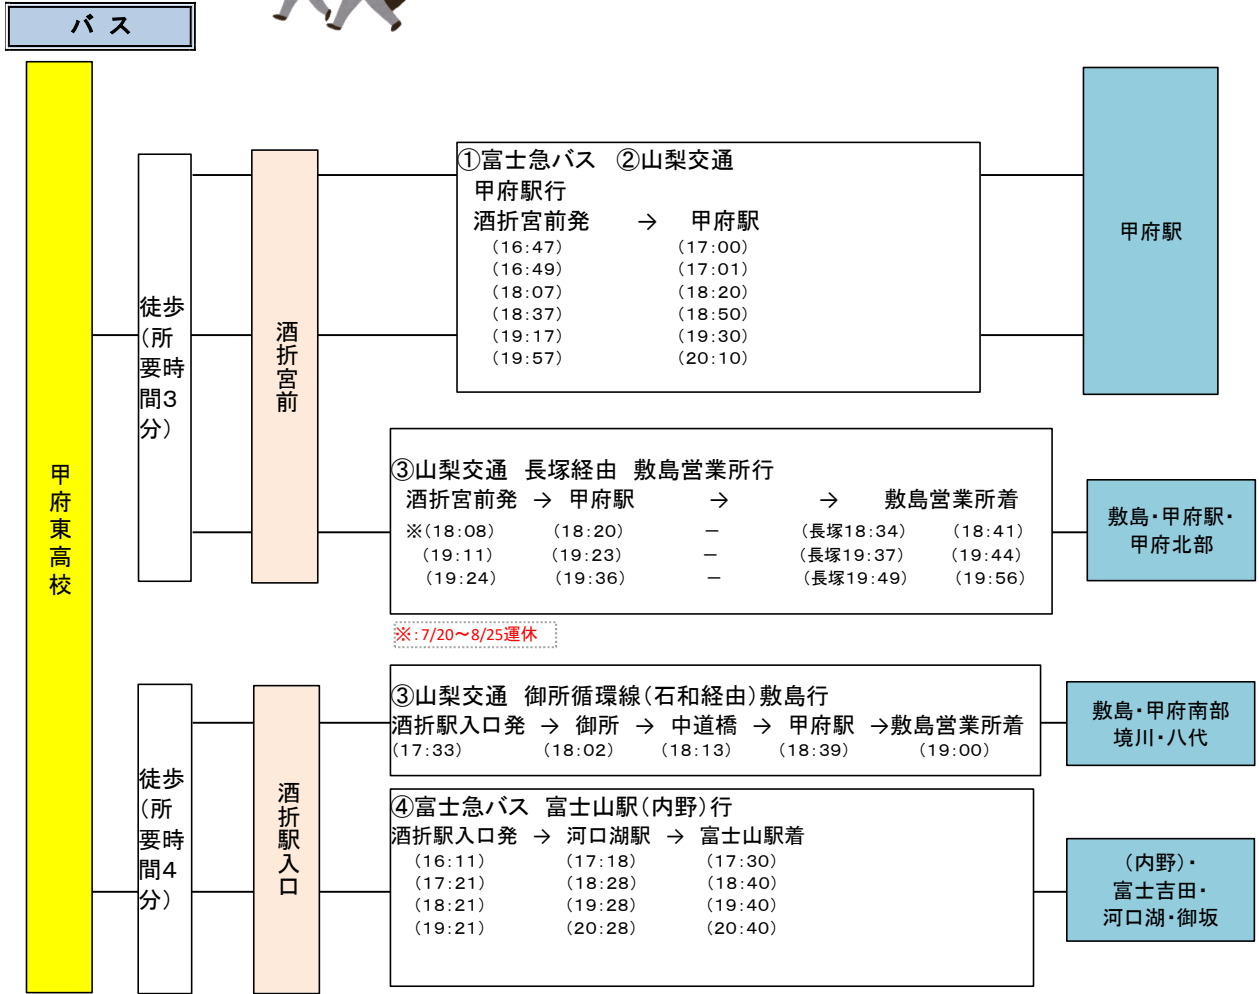 バス
甲府東高校
徒歩
(所
要時
間3
分)
酒折宮前
①富士急バス ②山梨交通
甲府駅行
酒折宮前発 → 甲府駅
(16:47) (17:00)
(16:49) (17:01)
(18:07) (18:20)
(18:37) (18:50)
(19:17) (19:30)
(19:57) (20:10)
甲府駅
③山梨交通 長塚経由 敷島営業所行
酒折宮前発 → 甲府駅 → → 敷島営業所着
※(18:08) (18:20) － (長塚18:34) (18:41)
(19:11) (19:23) － (長塚19:37) (19:44)
(19:24) (19:36) － (長塚19:49) (19:56)
敷島・甲府駅・
甲府北部
※:7/20～8/25運休
徒歩
(所
要時
間4
分)
酒折駅入口
③山梨交通 御所循環線(石和経由)敷島行
酒折駅入口発 → 御所 → 中道橋 → 甲府駅 →敷島営業所着
(17:33) (18:02) (18:13) (18:39) (19:00)
敷島・甲府南部
境川・八代
④富士急バス 富士山駅(内野)行
酒折駅入口発 → 河口湖駅 → 富士山駅着
(16:11) (17:18) (17:30)
(17:21) (18:28) (18:40)
(18:21) (19:28) (19:40)
(19:21) (20:28) (20:40)
(内野)・
富士吉田・
河口湖・御坂